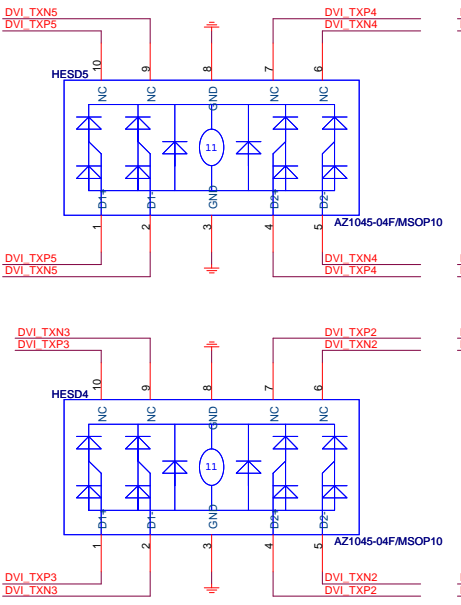 DVI_TXN5
DVI_TXP5
DVI_TXP4
DVI_TXN4
10
9
8
7
6
HESD5
NC
NC
GND
NC
NC
11
D1+
D1-
GND
D2+
D2-
1
2
3
4
5
AZ1045-04F/MSOP10
DVI_TXP5
DVI_TXN5
DVI_TXN4
DVI_TXP4
DVI_TXN3
DVI_TXP3
DVI_TXP2
DVI_TXN2
10
9
8
7
6
HESD4
NC
NC
GND
NC
NC
11
D1+
D1-
GND
D2+
D2-
1
2
3
4
5
AZ1045-04F/MSOP10
DVI_TXP3
DVI_TXN3
DVI_TXN2
DVI_TXP2